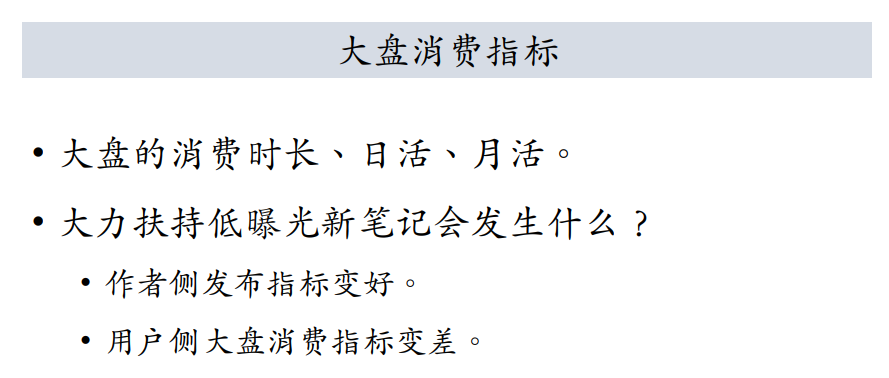 大盘消费指标
• 大盘的消费时长、日活、月活。
• 大力扶持低曝光新笔记会发生什么？
• 作者侧发布指标变好。
• 用户侧大盘消费指标变差。